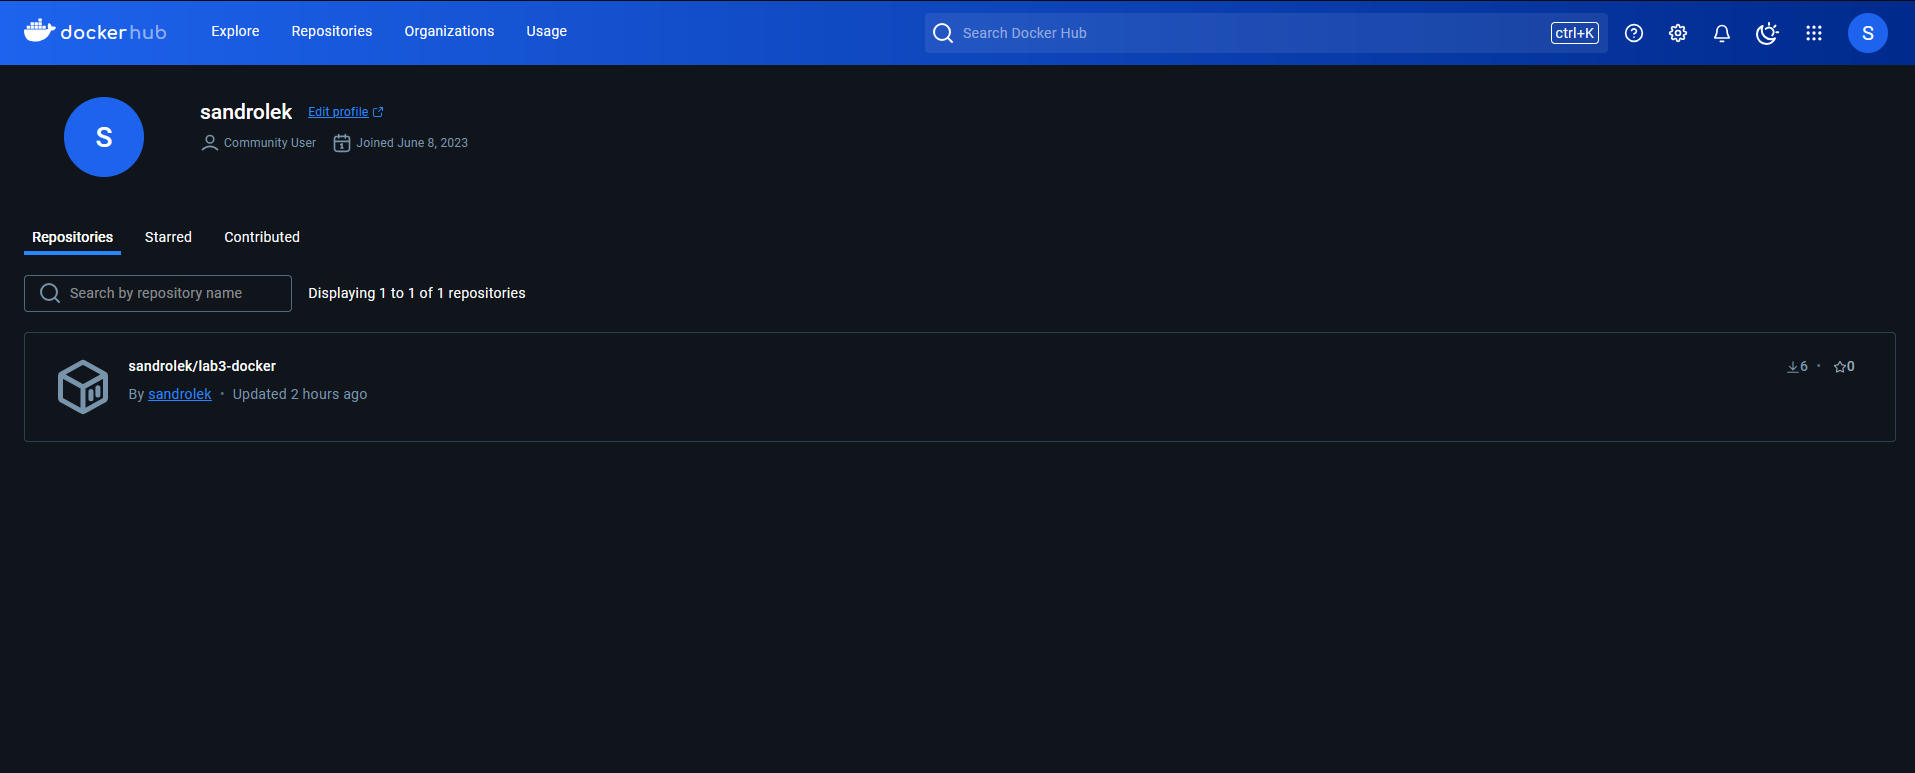 dockerhub Explore Repositories Organizations Usage Search Docker Hub ctrl+K S
S
sandrolek Edit profile
Community User 1 Joined June 8, 2023
Repositories Starred Contributed
Search by repository name Displaying 1 to 1 of 1 repositories
sandrolek/lab3-docker 6 • 0
By sandrolek • Updated 2 hours ago